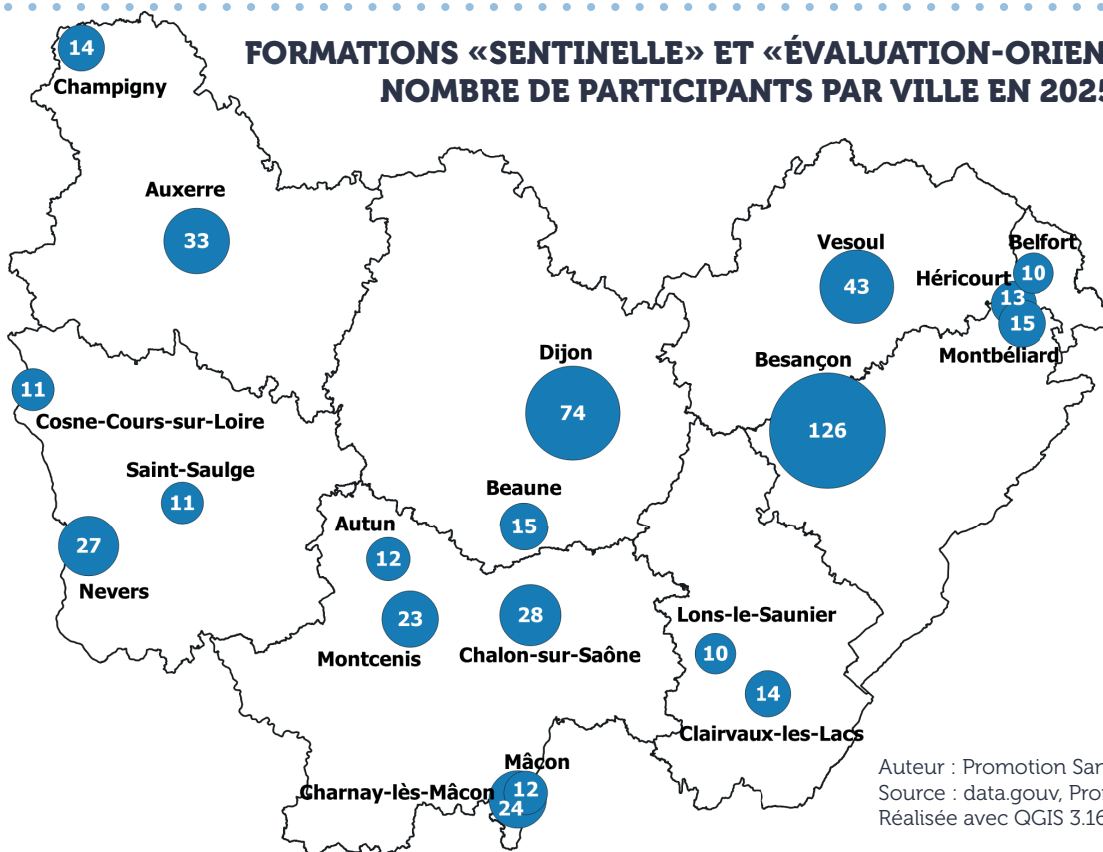 FORMATIONS «SENTINELLE» ET «ÉVALUATION-ORIEN
NOMBRE DE PARTICIPANTS PAR VILLE EN 2025
14
Champigny
Auxerre
33
Vesoul
43
Belfort
10
Héricourt
13
15
Montbéliard
Dijon
74
Besançon
126
11
Cosne-Cours-sur-Loire
Saint-Saulge
11
27
Nevers
Beaune
15
Autun
12
23
Montcenis
28
Chalon-sur-Saône
Lons-le-Saunier
10
14
Clairvaux-les-Lacs
Mâcon
12
Charnay-lès-Mâcon
24
Auteur : Promotion San
Source : data.gouv, Pro
Réalisée avec QGIS 3.16